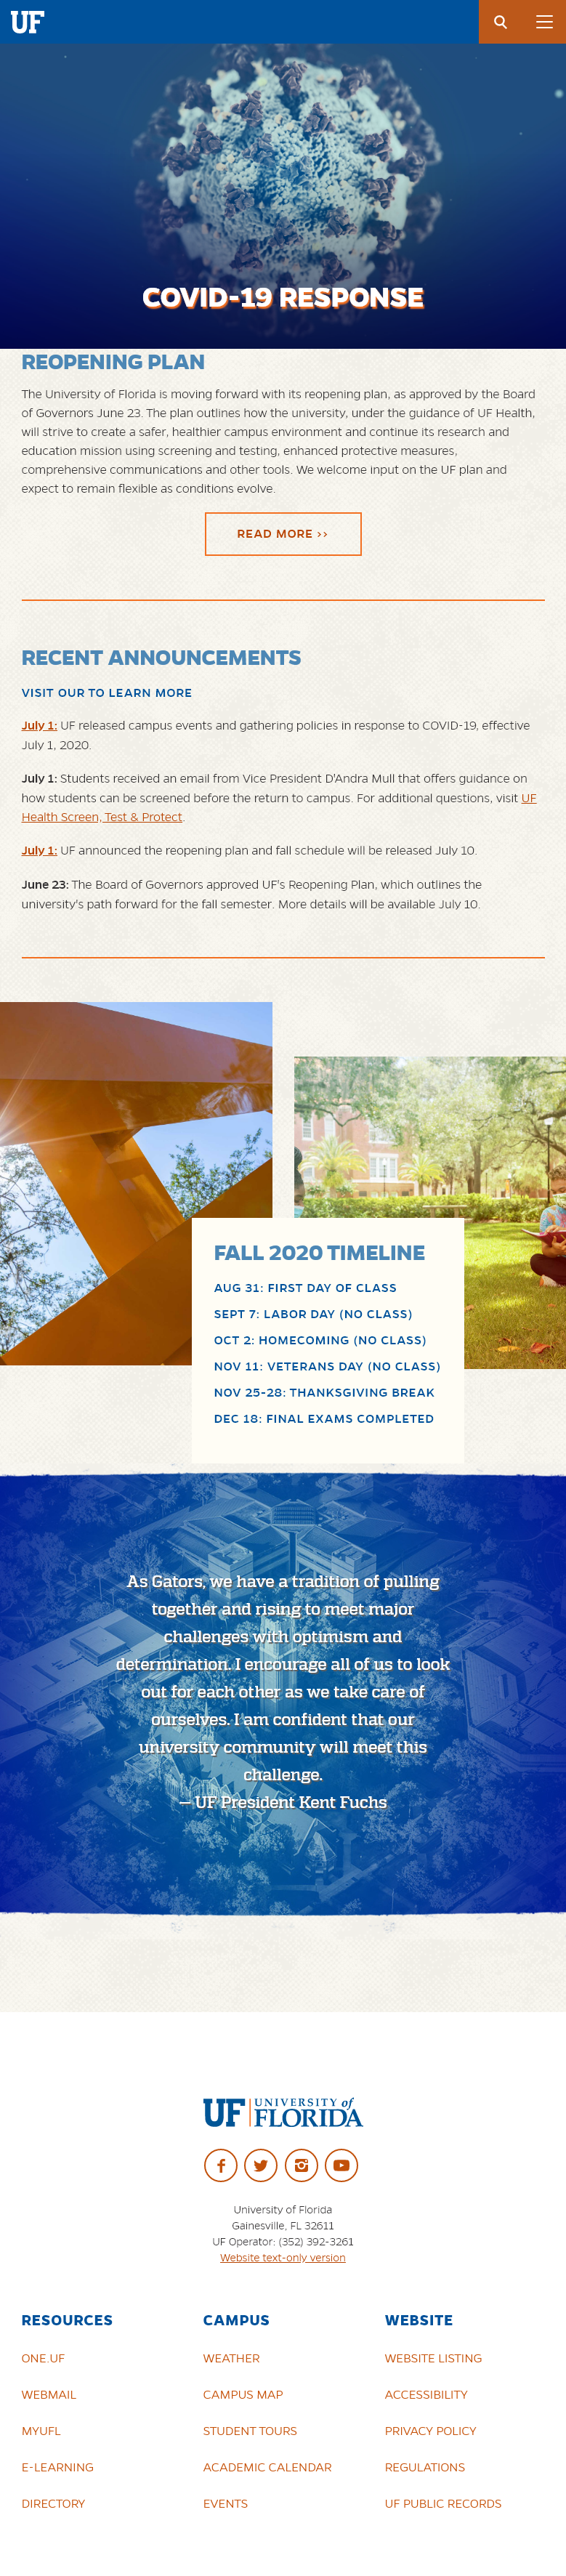 UF
COVID-19 RESPONSE
REOPENING PLAN
The University of Florida is moving forward with its reopening plan, as approved by the Board
of Governors June 23. The plan outlines how the university, under the guidance of UF Health,
will strive to create a safer, healthier campus environment and continue its research and
education mission using screening and testing, enhanced protective measures,
comprehensive communications and other tools. We welcome input on the UF plan and
expect to remain flexible as conditions evolve.
READ MORE >>
RECENT ANNOUNCEMENTS
VISIT OUR TO LEARN MORE
July 1: UF released campus events and gathering policies in response to COVID-19, effective
July 1, 2020.
July 1: Students received an email from Vice President D'Andra Mull that offers guidance on
how students can be screened before the return to campus. For additional questions, visit UF
Health Screen, Test & Protect.
July 1: UF announced the reopening plan and fall schedule will be released July 10.
June 23: The Board of Governors approved UF's Reopening Plan, which outlines the
university's path forward for the fall semester. More details will be available July 10.
FALL 2020 TIMELINE
AUG 31: FIRST DAY OF CLASS
SEPT 7: LABOR DAY (NO CLASS)
OCT 2: HOMECOMING (NO CLASS)
NOV 11: VETERANS DAY (NO CLASS)
NOV 25-28: THANKSGIVING BREAK
DEC 18: FINAL EXAMS COMPLETED
As Gators, we have a tradition of pulling
together and rising to meet major
challenges with optimism and
determination. I encourage all of us to look
out for each other as we take care of
ourselves. I am confident that our
university community will meet this
challenge.
— UF President Kent Fuchs
UF UNIVERSITY of
FLORIDA
University of Florida
Gainesville, FL 32611
UF Operator: (352) 392-3261
Website text-only version
RESOURCES
ONE.UF
WEBMAIL
MYUFL
E-LEARNING
DIRECTORY
CAMPUS
WEATHER
CAMPUS MAP
STUDENT TOURS
ACADEMIC CALENDAR
EVENTS
WEBSITE
WEBSITE LISTING
ACCESSIBILITY
PRIVACY POLICY
REGULATIONS
UF PUBLIC RECORDS